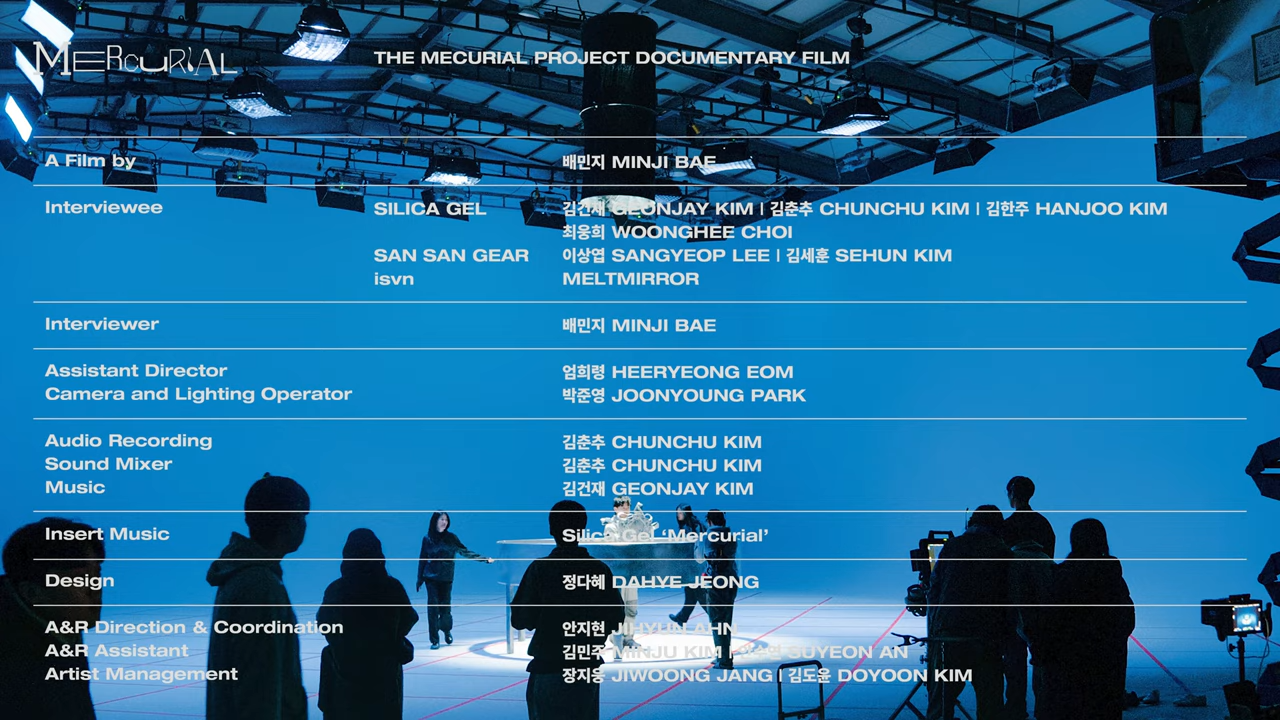 MERCURIAL THE MECURIAL PROJECT DOCUMENTARY FILM
A Film by 배민지 MINJI BAE
Interviewee SILICA GEL 김건재 GEONJAY KIM | 김춘추 CHUNCHU KIM | 김한주 HANJOO KIM
최웅희 WOONGHEE CHOI
SAN SAN GEAR 이상엽 SANGYEOP LEE | 김세훈 SEHUN KIM
isvn MELTMIRROR
Interviewer 배민지 MINJI BAE
Assistant Director 엄희령 HEERYEONG EOM
Camera and Lighting Operator 박준영 JOONYOUNG PARK
Audio Recording 김춘추 CHUNCHU KIM
Sound Mixer 김춘추 CHUNCHU KIM
Music 김건재 GEONJAY KIM
Insert Music Silica Gel ‘Mercurial’
Design 정다혜 DAHYE JEONG
A&R Direction & Coordination 안지현 JIHYUN AHN
A&R Assistant 김민주 MINJU KIM | SUYEON AN
Artist Management 장지웅 JIWOONG JANG | 김도윤 DOYOON KIM